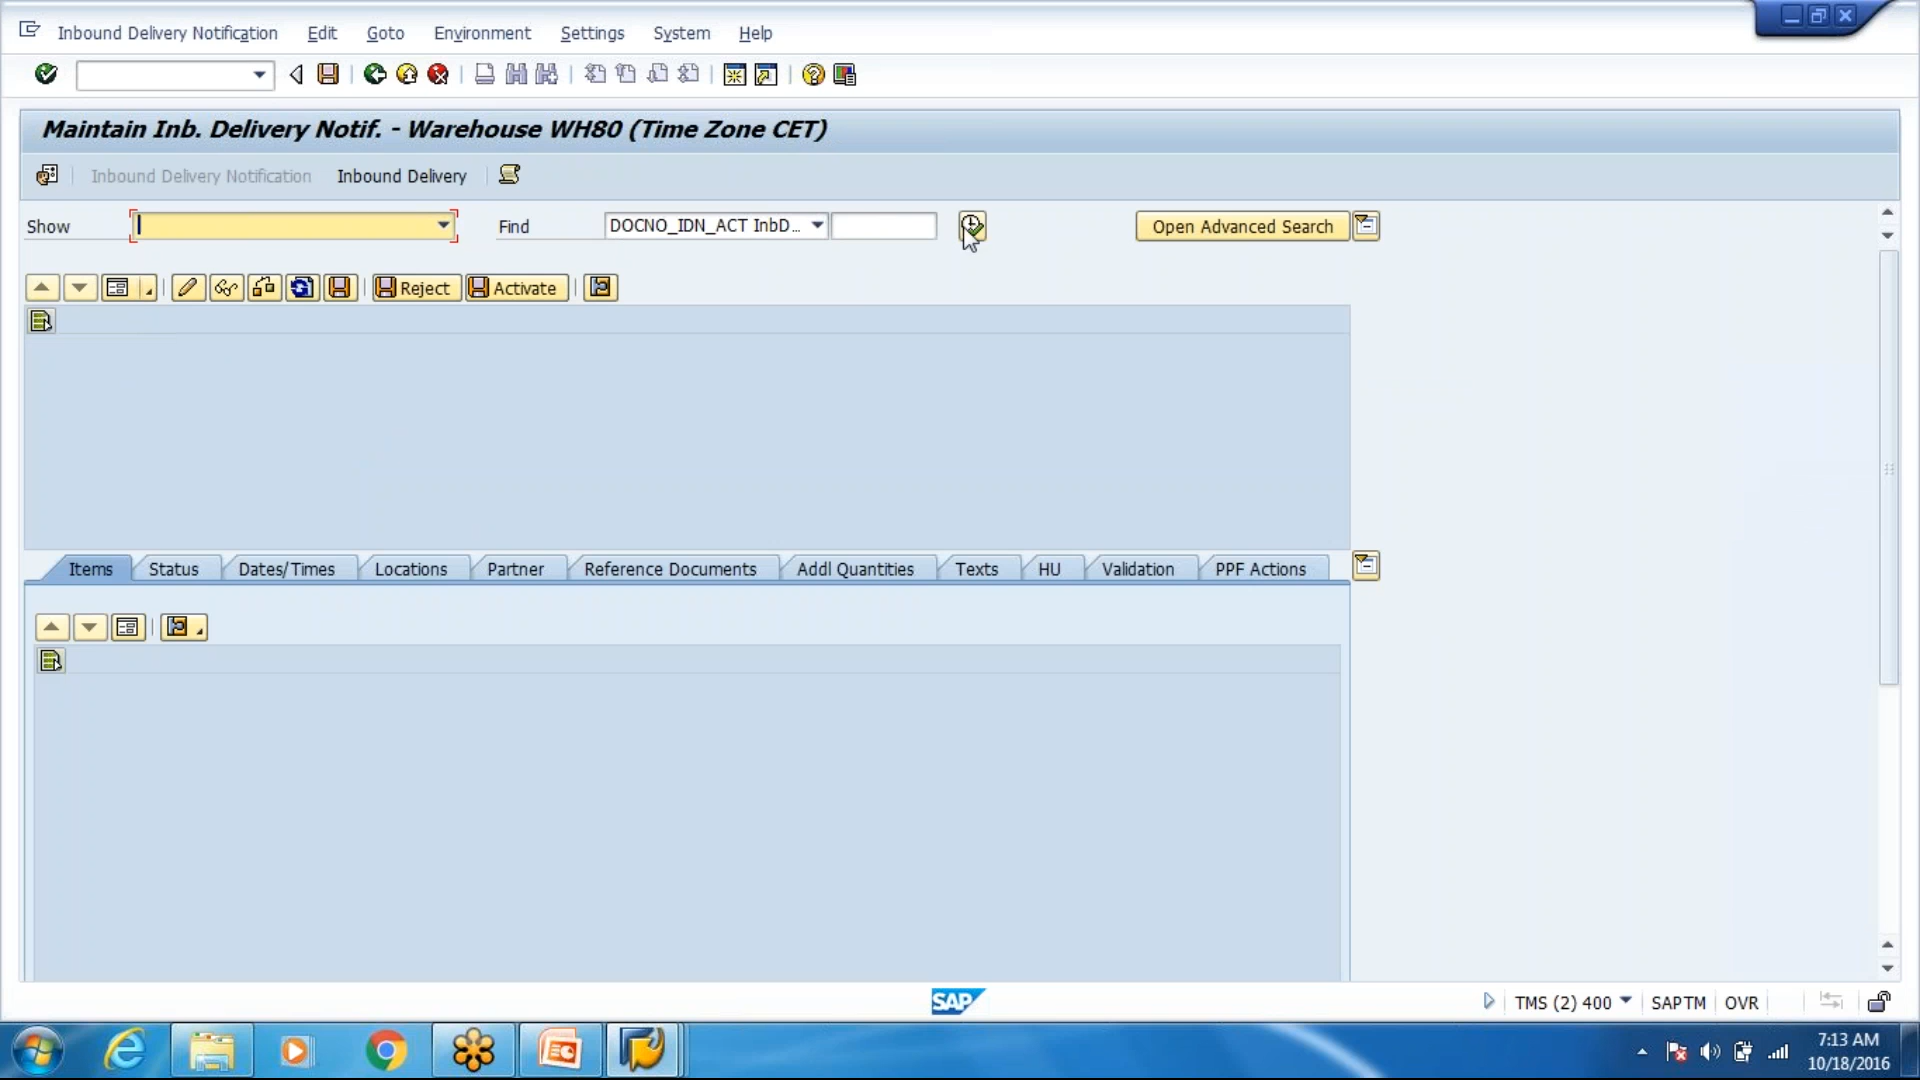 Inbound Delivery Notification Edit Goto Environment Settings System Help
Maintain Inb. Delivery Notif. - Warehouse WH80 (Time Zone CET)
Inbound Delivery Notification Inbound Delivery
Show Find DOCNO_IDN_ACT InbD... Open Advanced Search
Reject Activate
Items Status Dates/Times Locations Partner Reference Documents Addl Quantities Texts HU Validation PPF Actions
SAP TMS (2) 400 SAPTM OVR
7:13 AM
10/18/2016